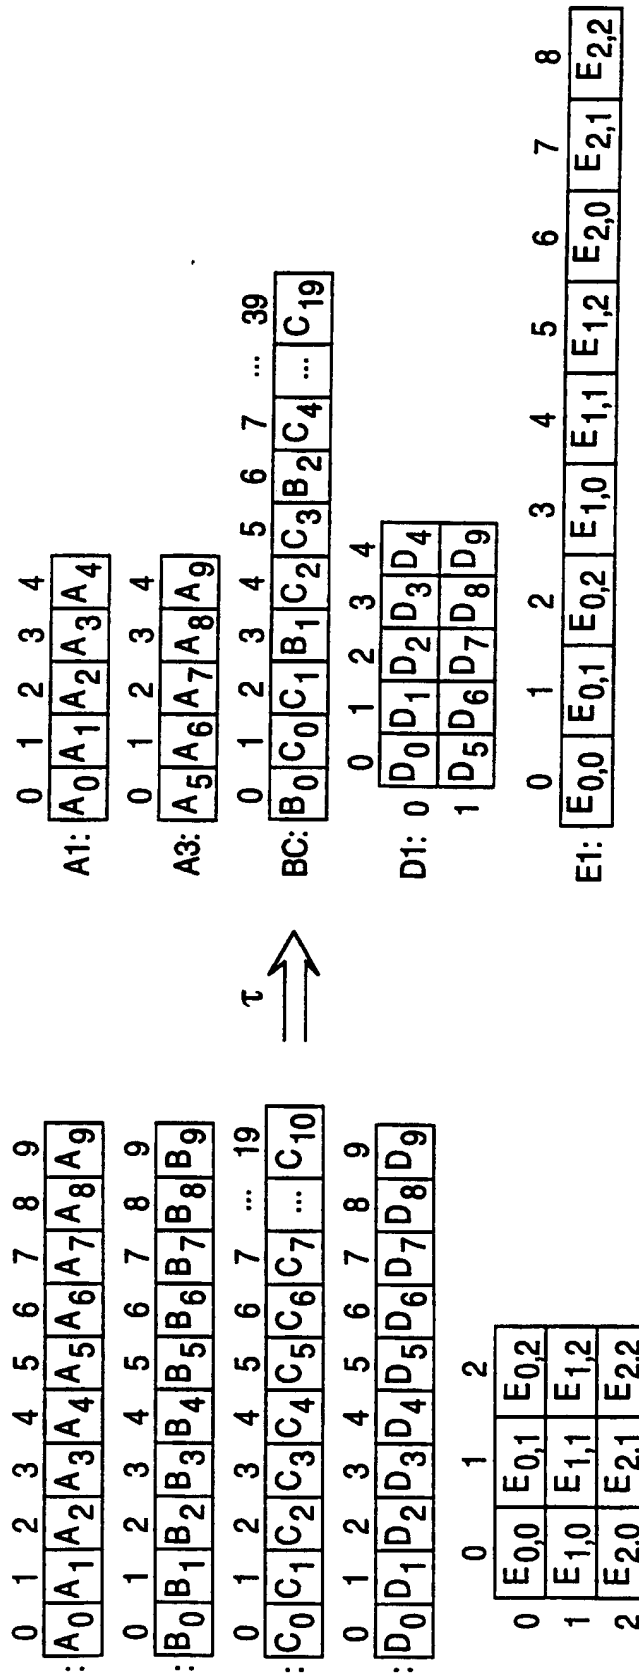 0 1 2 3 4 5 6 7 8 9
: A0 A1 A2 A3 A4 A5 A6 A7 A8 A9
0 1 2 3 4 5 6 7 8 9
: B0 B1 B2 B3 B4 B5 B6 B7 B8 B9
0 1 2 3 4 5 6 7 ... 19
: C0 C1 C2 C3 C4 C5 C6 C7 ... C10
0 1 2 3 4 5 6 7 8 9
: D0 D1 D2 D3 D4 D5 D6 D7 D8 D9
0 1 2
0 E0,0 E0,1 E0,2
1 E1,0 E1,1 E1,2
2 E2,0 E2,1 E2,2
τ
0 1 2 3 4
A1: A0 A1 A2 A3 A4
0 1 2 3 4
A3: A5 A6 A7 A8 A9
0 1 2 3 4 5 6 7 ... 39
BC: B0 C0 C1 B1 C2 C3 B2 C4 ... C19
0 1 2 3 4
D1: 0 D0 D1 D2 D3 D4
1 D5 D6 D7 D8 D9
0 1 2 3 4 5 6 7 8
E1: E0,0 E0,1 E0,2 E1,0 E1,1 E1,2 E2,0 E2,1 E2,2